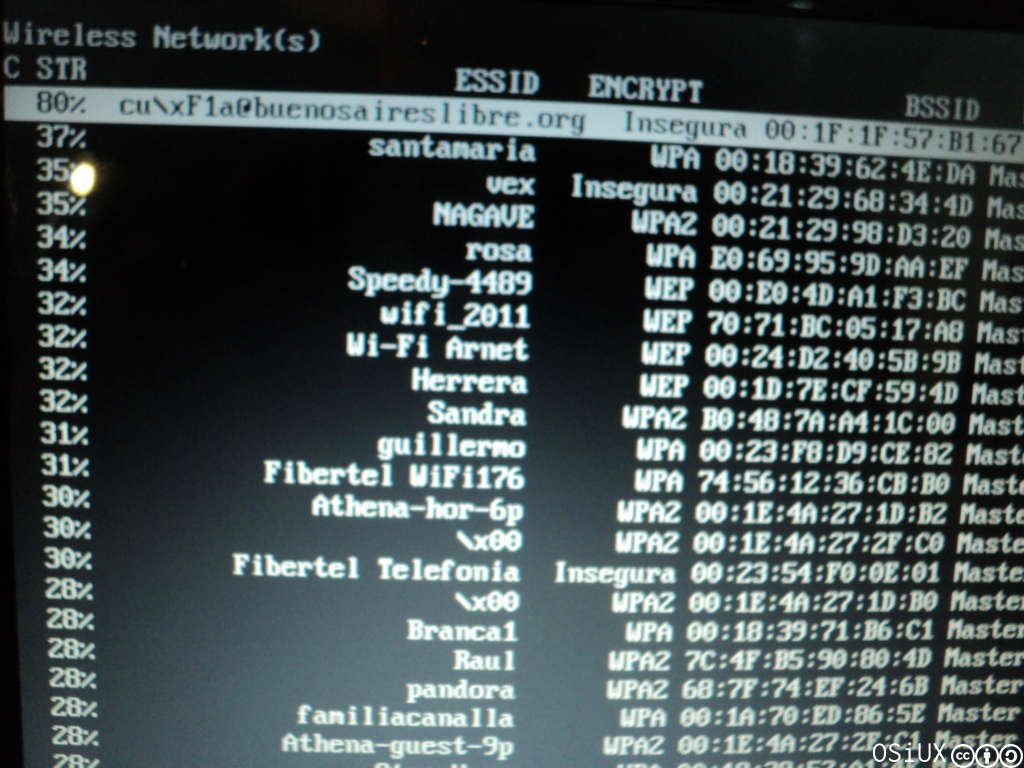 Wireless Network(s)
C STR ESSID ENCRYPT BSSID
80% cu\xF1a@buenosaireslibre.org Insegura 00:1F:1F:57:B1:67
37% santamaria WPA 00:18:39:62:4E:DA Mas
35% vex Insegura 00:21:29:68:34:4D Mas
35% NAGAVE WPA2 00:21:29:98:D3:20 Mas
34% rosa WPA E0:69:95:9D:AA:EF Mas
34% Speedy-4489 WEP 00:E0:4D:A1:F3:BC Mas
32% wifi_2011 WEP 70:71:BC:05:17:A8 Mast
32% Wi-Fi Arnet WEP 00:24:D2:40:5B:9B Mast
32% Herrera WEP 00:1D:7E:CF:59:4D Mast
32% Sandra WPA2 B0:48:7A:A4:1C:00 Mast
31% guillermo WPA 00:23:F8:D9:CE:82 Maste
31% Fibertel WiFi176 WPA 74:56:12:36:CB:B0 Maste
30% Athena-hor-6p WPA2 00:1E:4A:27:1D:B2 Maste
30% \x00 WPA2 00:1E:4A:27:2F:C0 Maste
30% Fibertel Telefonia Insegura 00:23:54:F0:0E:01 Master
28% \x00 WPA2 00:1E:4A:27:1D:B0 Master
28% Branca1 WPA 00:18:39:71:B6:C1 Master
28% Raul WPA2 7C:4F:B5:90:80:4D Master
28% pandora WPA2 68:7F:74:EF:24:6B Master
28% familiacanalla WPA 00:1A:70:ED:86:5E Master
28% Athena-guest-9p WPA2 Master
28%
OSiUX